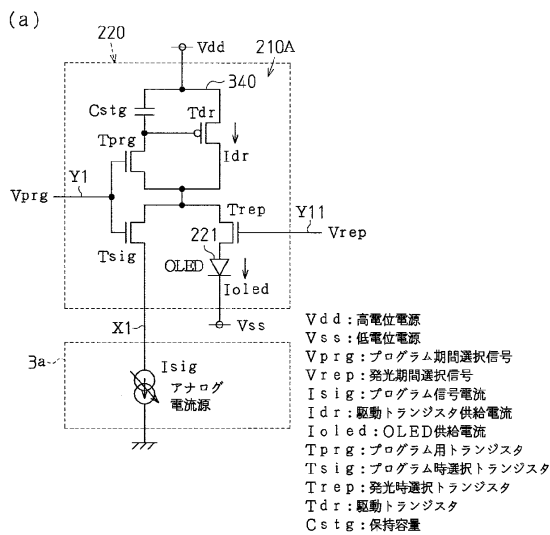 (a)
220
Vdd
210A
340
Cstg
Tdr
Tprg
Idr
Y1
Vprg
Trep
Y11
Vrep
221
Tsig
OLED
Ioled
X1
Vss
3a
Isig
アナログ
電流源
Vdd:高電位電源
Vss:低電位電源
Vprg:プログラム期間選択信号
Vrep:発光期間選択信号
Isig:プログラム信号電流
Idr:駆動トランジスタ供給電流
Ioled:OLED供給電流
Tprg:プログラム用トランジスタ
Tsig:プログラム時選択トランジスタ
Trep:発光時選択トランジスタ
Tdr:駆動トランジスタ
Cstg:保持容量